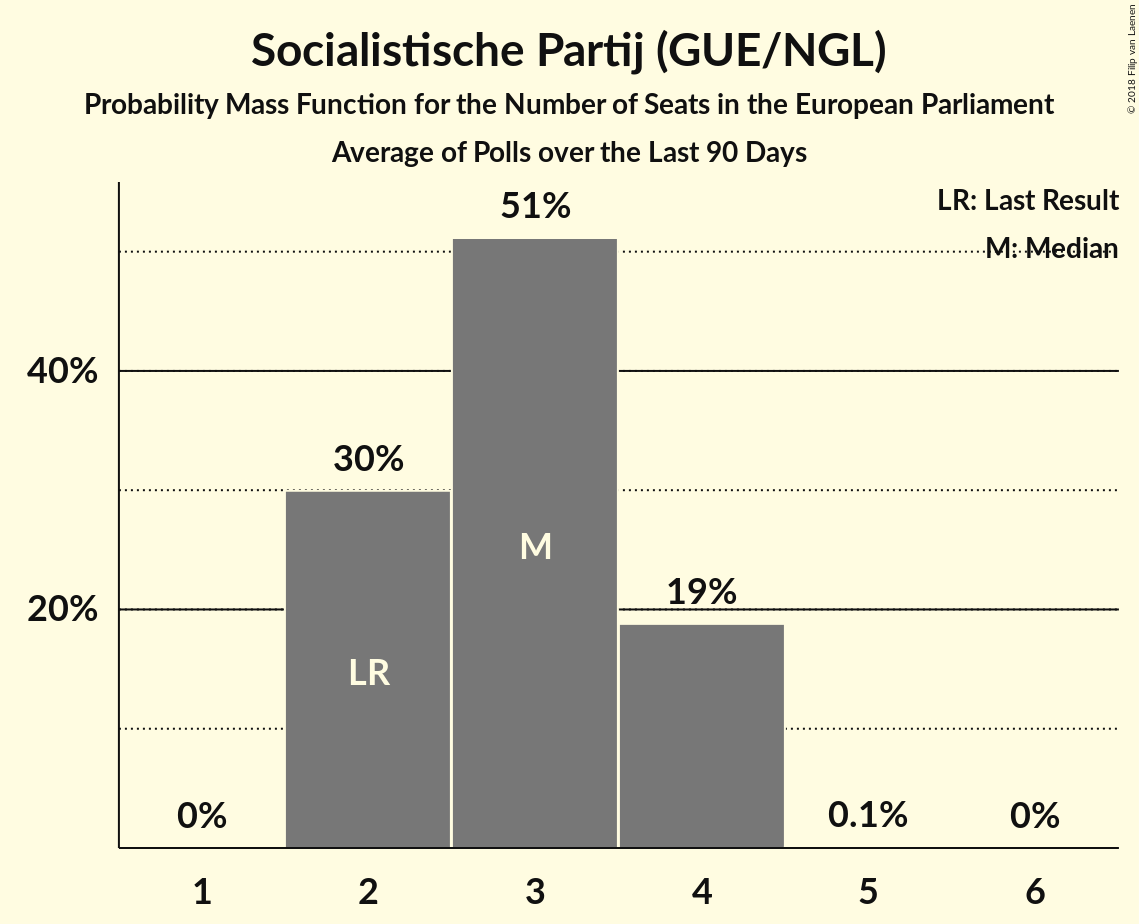 Socialistische Partij (GUE/NGL)
Probability Mass Function for the Number of Seats in the European Parliament
Average of Polls over the Last 90 Days
© 2018 Filip van Laenen
LR: Last Result
M: Median
51%
40%
30%
M
19%
20%
LR
0%
0.1%
0%
1 2 3 4 5 6